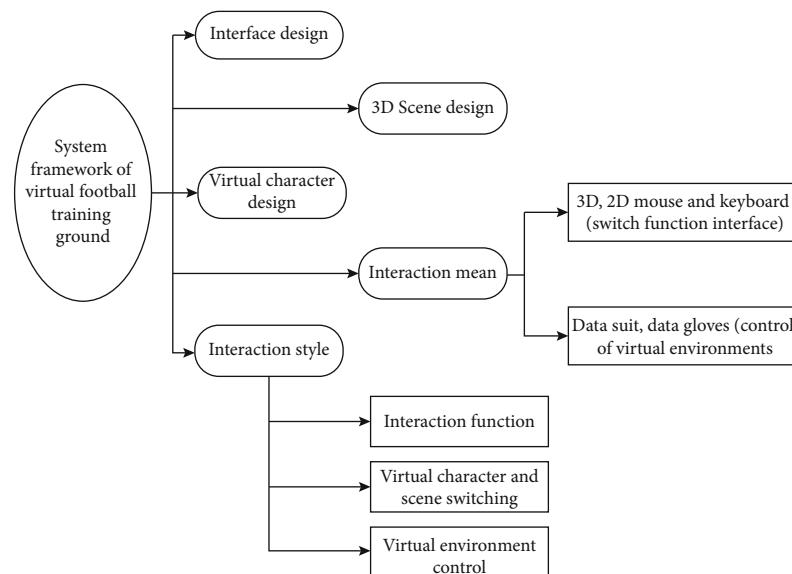 Interface design
3D Scene design
System
framework of
virtual football
training
ground
Virtual character
design
3D, 2D mouse and keyboard
(switch function interface)
Interaction mean
Data suit, data gloves (control
of virtual environments
Interaction style
Interaction function
Virtual character and
scene switching
Virtual environment
control